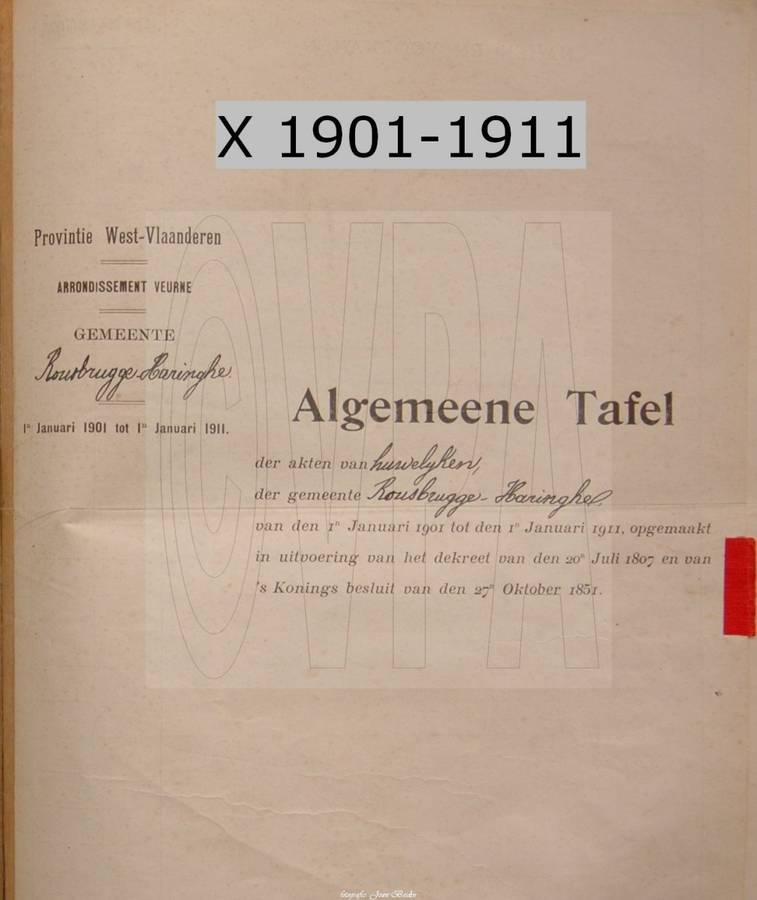 X 1901-1911
Provintie West-Vlaanderen
ARRONDISSEMENT VEURNE
GEMEENTE
Rousbrugge-Haringhe
1n Januari 1901 tot 1n Januari 1911.
Algemeene Tafel
der akten van huwelyken,
der gemeente Rousbrugge-Haringhe,
van den 1n Januari 1901 tot den 1n Januari 1911, opgemaakt
in uitvoering van het dekreet van den 20n Juli 1807 en van
's Konings besluit van den 27n Oktober 1851.
CVPA
fotografie